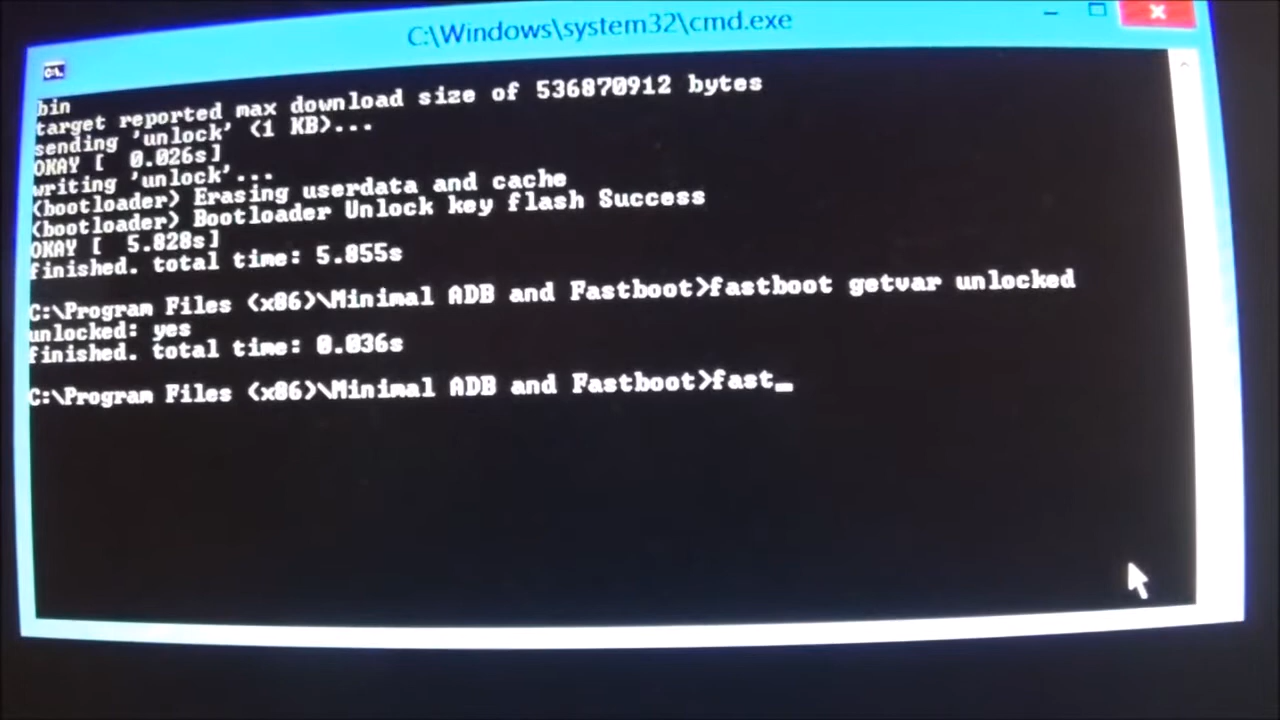 C:\Windows\system32\cmd.exe
C:\.
bin
target reported max download size of 536870912 bytes
sending 'unlock' (1 KB)...
OKAY [  0.026s]
writing 'unlock'...
(bootloader) Erasing userdata and cache
(bootloader) Bootloader Unlock key flash Success
OKAY [  5.828s]
finished. total time: 5.855s
C:\Program Files (x86)\Minimal ADB and Fastboot>fastboot getvar unlocked
unlocked: yes
finished. total time: 0.036s
C:\Program Files (x86)\Minimal ADB and Fastboot>fast_